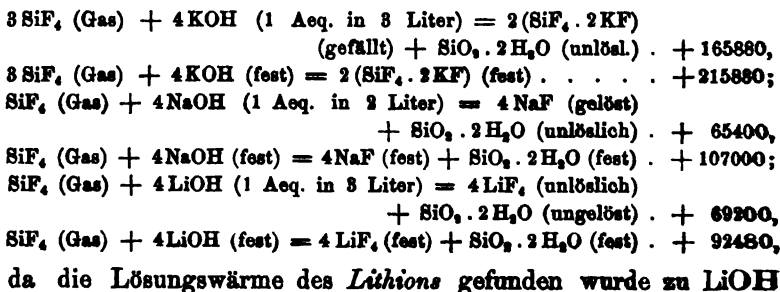 3 SiF₄ (Gas) + 4 KOH (1 Aeq. in 3 Liter) = 2 (SiF₄ . 2 KF)
(gefällt) + SiO₂ . 2 H₂O (unlösl.) . + 165880,
3 SiF₄ (Gas) + 4 KOH (fest) = 2 (SiF₄ . 2 KF) (fest) . . . . . +215880;
SiF₄ (Gas) + 4 NaOH (1 Aeq. in 2 Liter) = 4 NaF (gelöst)
+ SiO₂ . 2 H₂O (unlöslich) . + 65400,
SiF₄ (Gas) + 4 NaOH (fest) = 4 NaF (fest) + SiO₂ . 2 H₂O (fest) . + 107000;
SiF₄ (Gas) + 4 LiOH (1 Aeq. in 3 Liter) = 4 LiF₄ (unlöslich)
+ SiO₂ . 2 H₂O (ungelöst) . + 69200,
SiF₄ (Gas) + 4 LiOH (fest) = 4 LiF₄ (fest) + SiO₂ . 2 H₂O (fest) . + 92480,
da die Lösungswärme des Lithions gefunden wurde zu LiOH